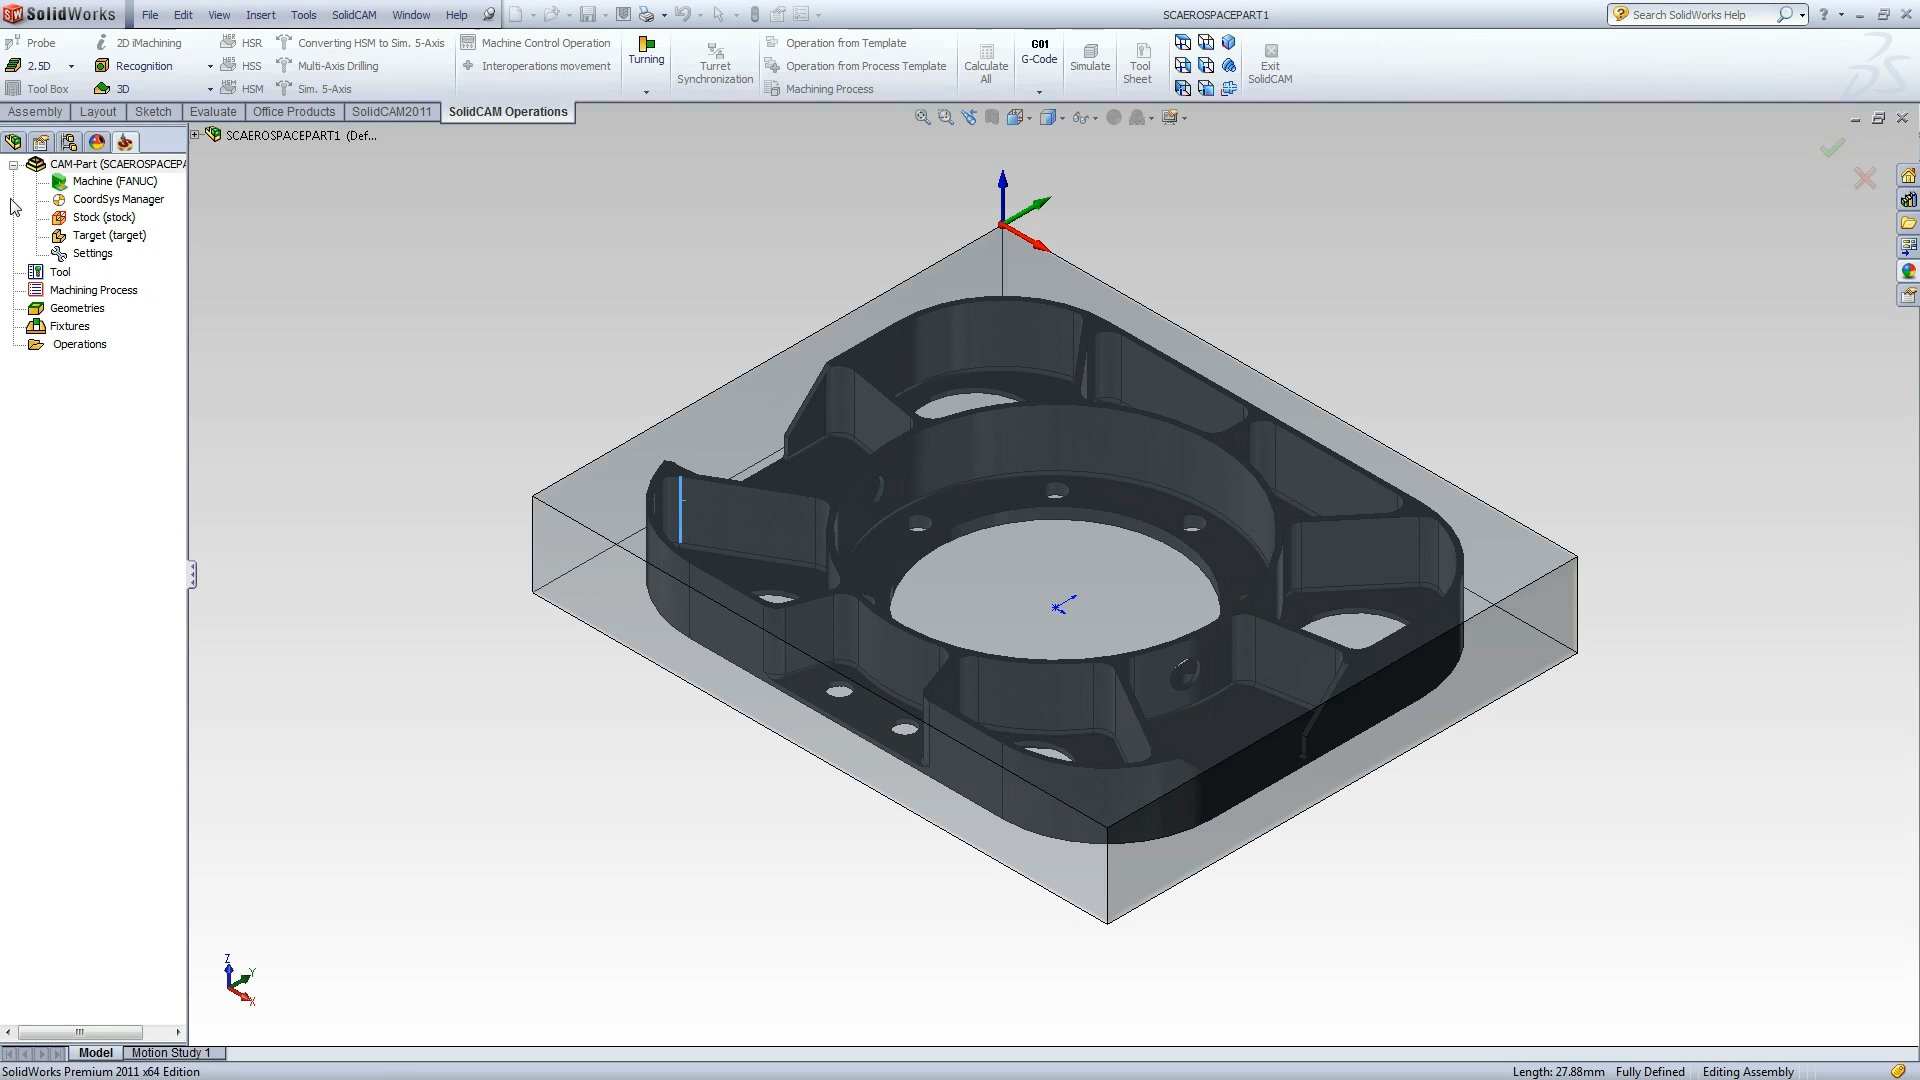 SolidWorks File Edit View Insert Tools SolidCAM Window Help SCAEROSPACEPART1 Search SolidWorks Help
Probe 2D iMachining HSR Converting HSM to Sim. 5-Axis Machine Control Operation Operation from Template
2.5D Recognition HSS Multi-Axis Drilling Interoperations movement Operation from Process Template
Tool Box 3D HSM Sim. 5-Axis Machining Process
Turning
Turret Synchronization
Calculate All
G01
G-Code
Simulate
Tool Sheet
Exit SolidCAM
Assembly Layout Sketch Evaluate Office Products SolidCAM2011 SolidCAM Operations
SCAEROSPACEPART1 (Def...
CAM-Part (SCAEROSPACEPA
Machine (FANUC)
CoordSys Manager
Stock (stock)
Target (target)
Settings
Tool
Machining Process
Geometries
Fixtures
Operations
Z
Y
X
Model Motion Study 1
SolidWorks Premium 2011 x64 Edition Length: 27.88mm Fully Defined Editing Assembly